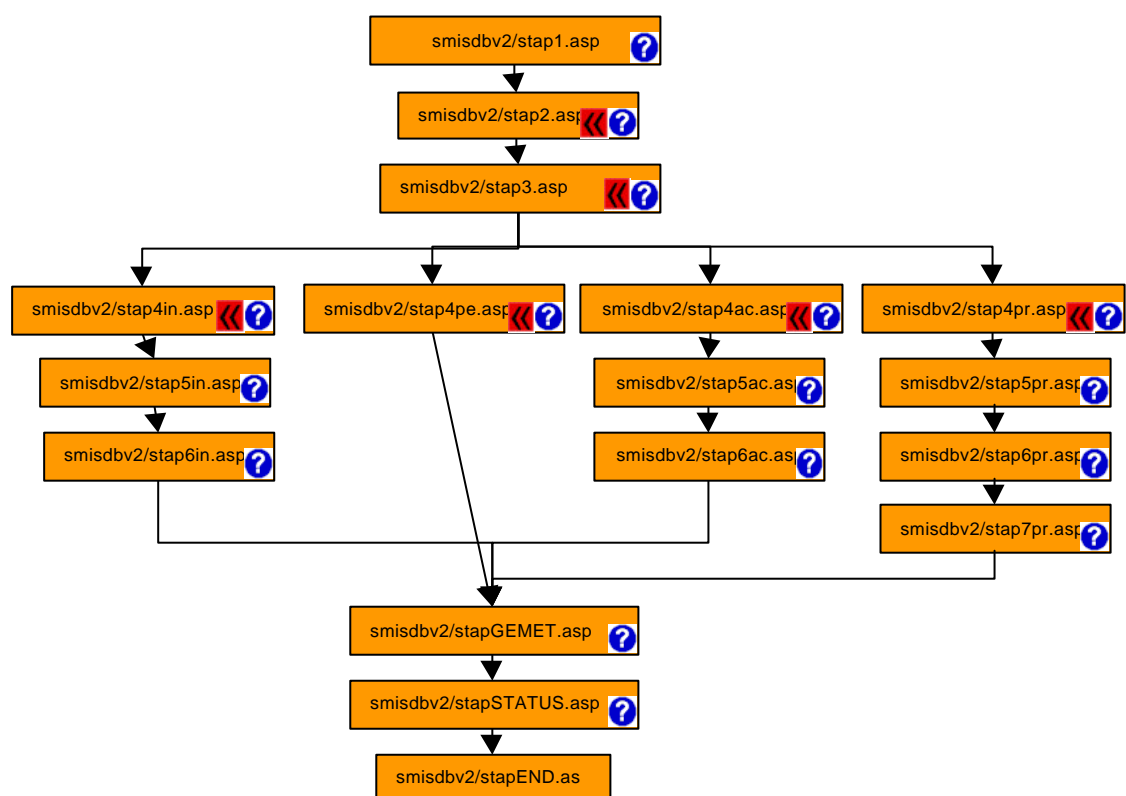 smisdbv2/stap1.asp
smisdbv2/stap2.asp
smisdbv2/stap3.asp
smisdbv2/stap4in.asp
smisdbv2/stap4pe.asp
smisdbv2/stap4ac.asp
smisdbv2/stap4pr.asp
smisdbv2/stap5in.asp
smisdbv2/stap5ac.asp
smisdbv2/stap5pr.asp
smisdbv2/stap6in.asp
smisdbv2/stap6ac.asp
smisdbv2/stap6pr.asp
smisdbv2/stap7pr.asp
smisdbv2/stapGEMET.asp
smisdbv2/stapSTATUS.asp
smisdbv2/stapEND.as